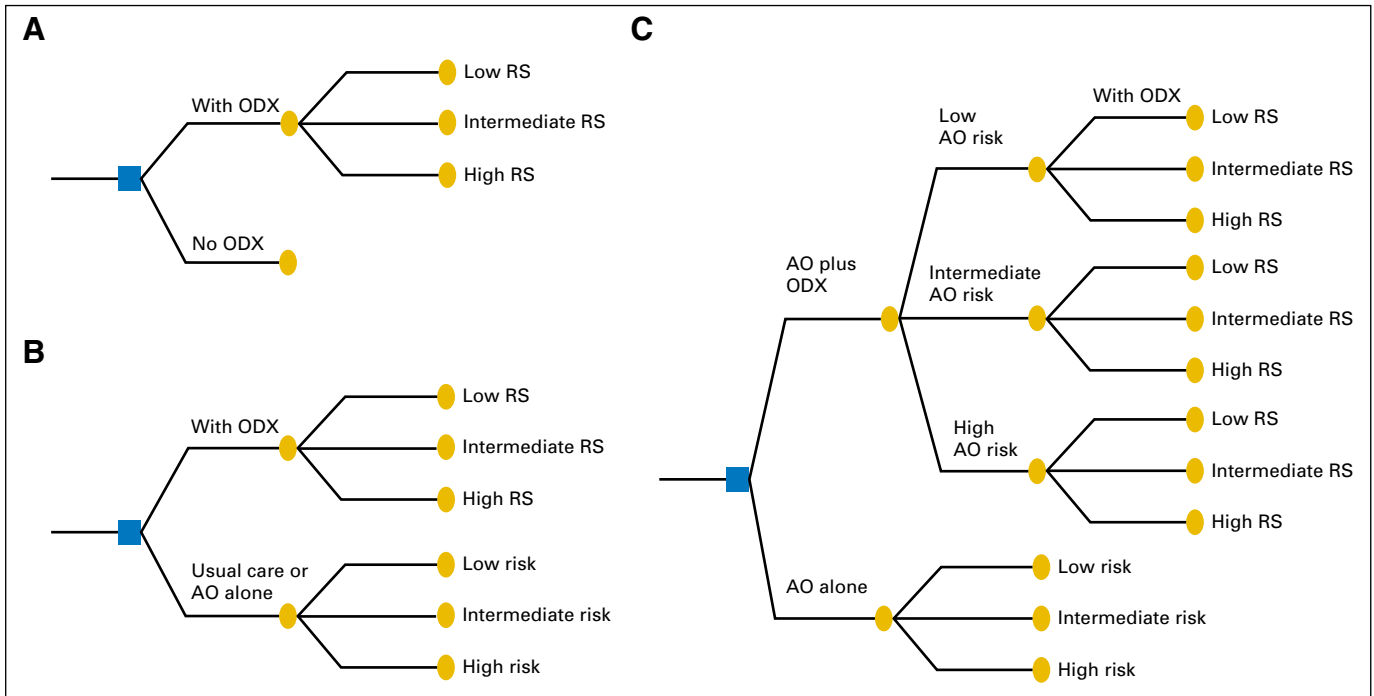 A
With ODX
Low RS
Intermediate RS
High RS
No ODX
B
With ODX
Low RS
Intermediate RS
High RS
Usual care or
AO alone
Low risk
Intermediate risk
High risk
C
AO plus
ODX
Low
AO risk
With ODX
Low RS
Intermediate RS
High RS
Intermediate
AO risk
Low RS
Intermediate RS
High RS
High
AO risk
Low RS
Intermediate RS
High RS
AO alone
Low risk
Intermediate risk
High risk